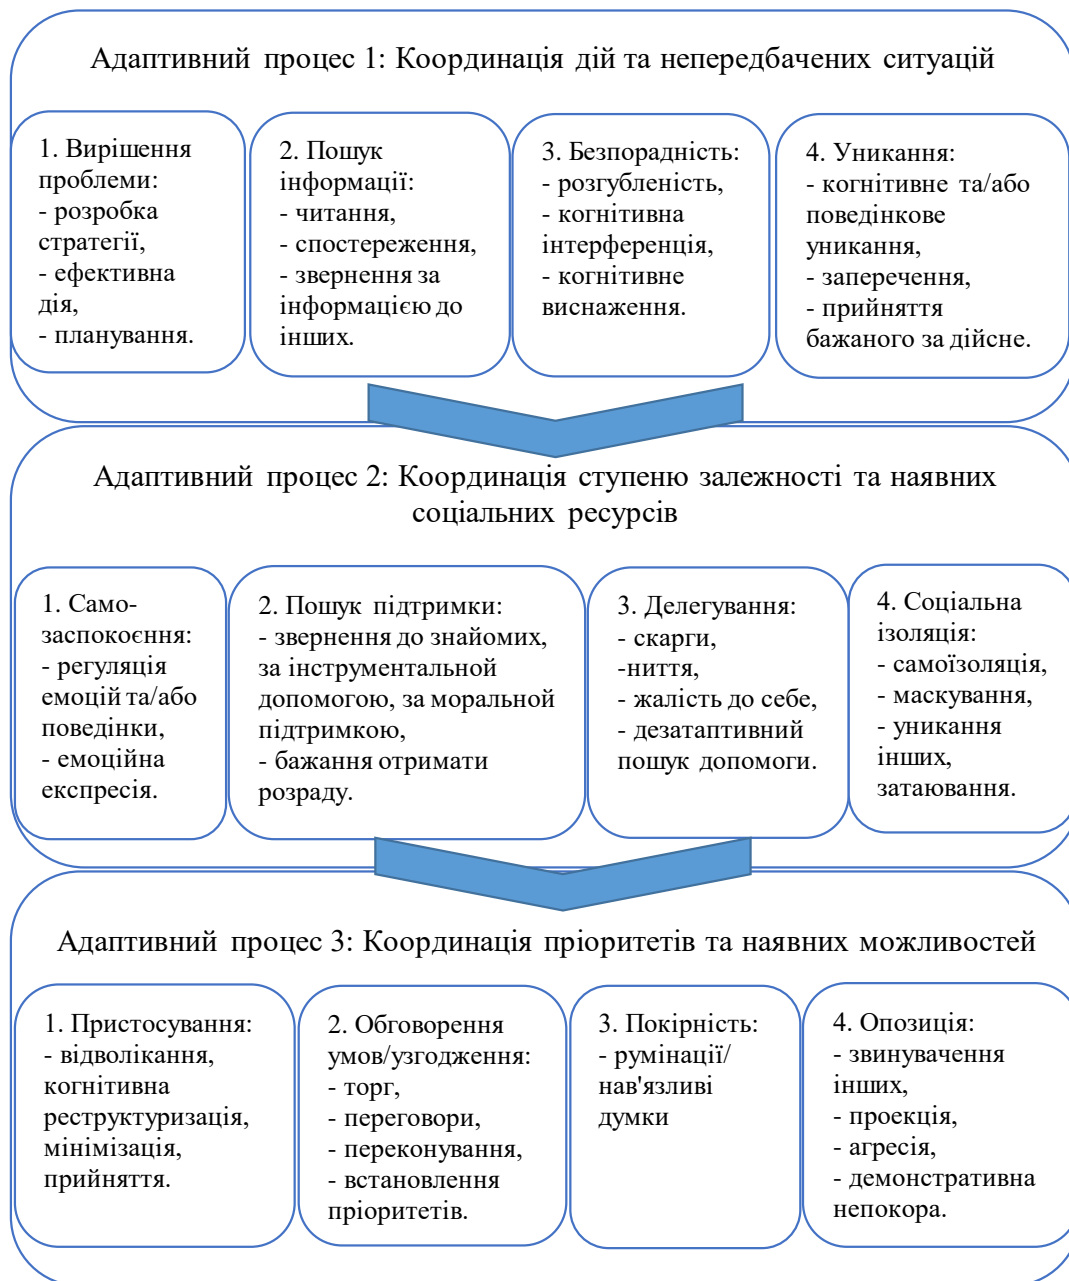 Адаптивний процес 1: Координація дій та непередбачених ситуацій
1. Вирішення
проблеми:
- розробка
стратегії,
- ефективна
дія,
- планування.
2. Пошук
інформації:
- читання,
- спостереження,
- звернення за
інформацією до
інших.
3. Безпорадність:
- розгубленість,
- когнітивна
інтерференція,
- когнітивне
виснаження.
4. Уникання:
- когнітивне та/або
поведінкове
уникання,
- заперечення,
- прийняття
бажаного за дійсне.
Адаптивний процес 2: Координація ступеню залежності та наявних
соціальних ресурсів
1. Само-
заспокоєння:
- регуляція
емоцій та/або
поведінки,
- емоційна
експресія.
2. Пошук підтримки:
- звернення до знайомих,
за інструментальной
допомогою, за моральной
підтримкою,
- бажання отримати
розраду.
3. Делегування:
- скарги,
-ниття,
- жалість до себе,
- дезатаптивний
пошук допомоги.
4. Соціальна
ізоляція:
- самоїзоляція,
- маскування,
- уникання
інших,
затаювання.
Адаптивний процес 3: Координація пріоритетів та наявних можливостей
1. Пристосування:
- відволікання,
когнітивна
реструктуризація,
мінімізація,
прийняття.
2. Обговорення
умов/узгодження:
- торг,
- переговори,
- переконування,
- встановлення
пріоритетів.
3. Покірність:
- румінації/
нав'язливі
думки
4. Опозиція:
- звинувачення
інших,
- проекція,
- агресія,
- демонстративна
непокора.